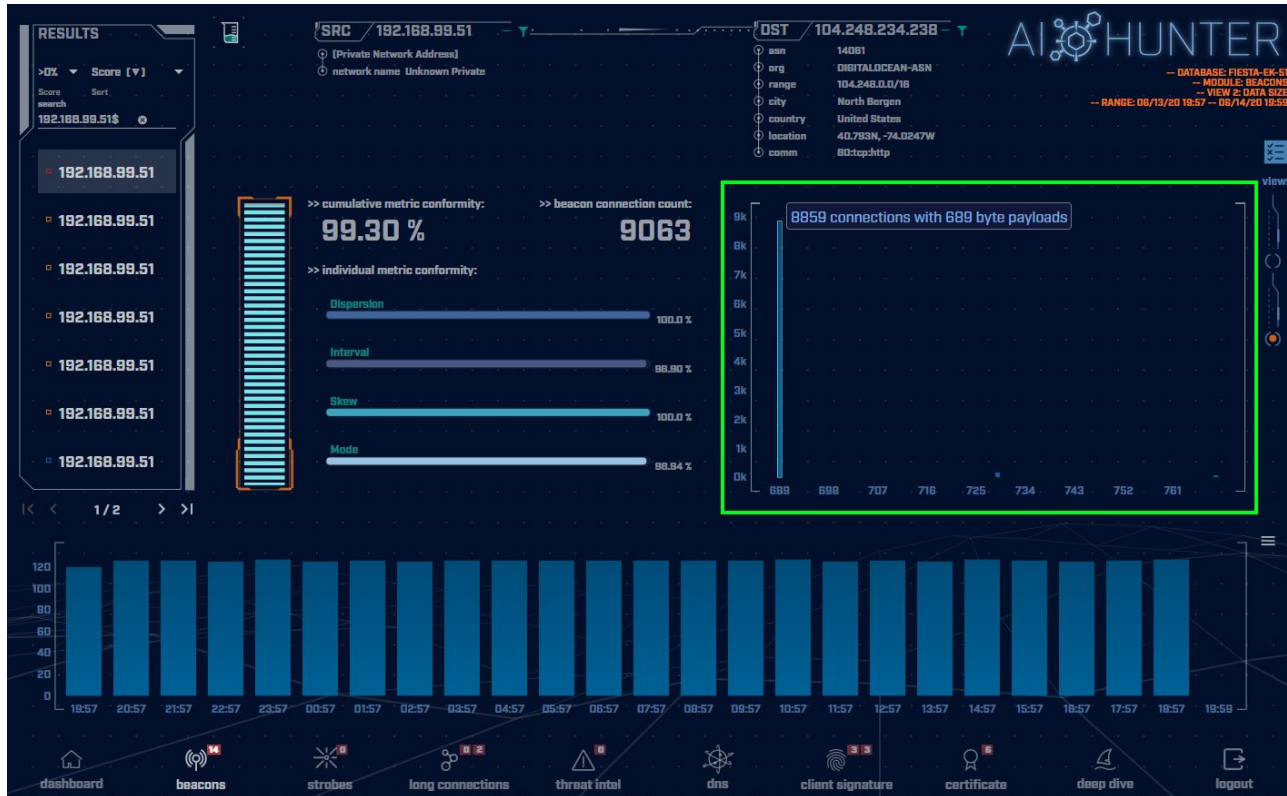 RESULTS
>0% Score [▼]
Score Sort
search
192.168.99.51$
192.168.99.51
192.168.99.51
192.168.99.51
192.168.99.51
192.168.99.51
192.168.99.51
192.168.99.51
1 / 2
SRC 192.168.99.51
[Private Network Address]
network name Unknown Private
DST 104.248.234.238
asn 14061
org DIGITALOCEAN-ASN
range 104.248.0.0/16
city North Bergen
country United States
location 40.793N, -74.0247W
comm 80:tcp:http
AI HUNTER
-- DATABASE: FIESTA-EK-51
-- MODULE: BEACONS
-- VIEW 2: DATA SIZE
-- RANGE: 06/13/20 19:57 -- 06/14/20 19:59
view
>> cumulative metric conformity:
99.30 %
>> beacon connection count:
9063
>> individual metric conformity:
Dispersion
100.0 %
Interval
98.90 %
Skew
100.0 %
Mode
98.94 %
8859 connections with 689 byte payloads
9k
8k
7k
6k
5k
4k
3k
2k
1k
0k
689 698 707 716 725 734 743 752 761
120
100
80
60
40
20
0
19:57 20:57 21:57 22:57 23:57 00:57 01:57 02:57 03:57 04:57 05:57 06:57 07:57 08:57 09:57 10:57 11:57 12:57 13:57 14:57 15:57 16:57 17:57 18:57 19:59
14 0 0 2 0 3 3 6
dashboard beacons strobes long connections threat intel dns client signature certificate deep dive logout